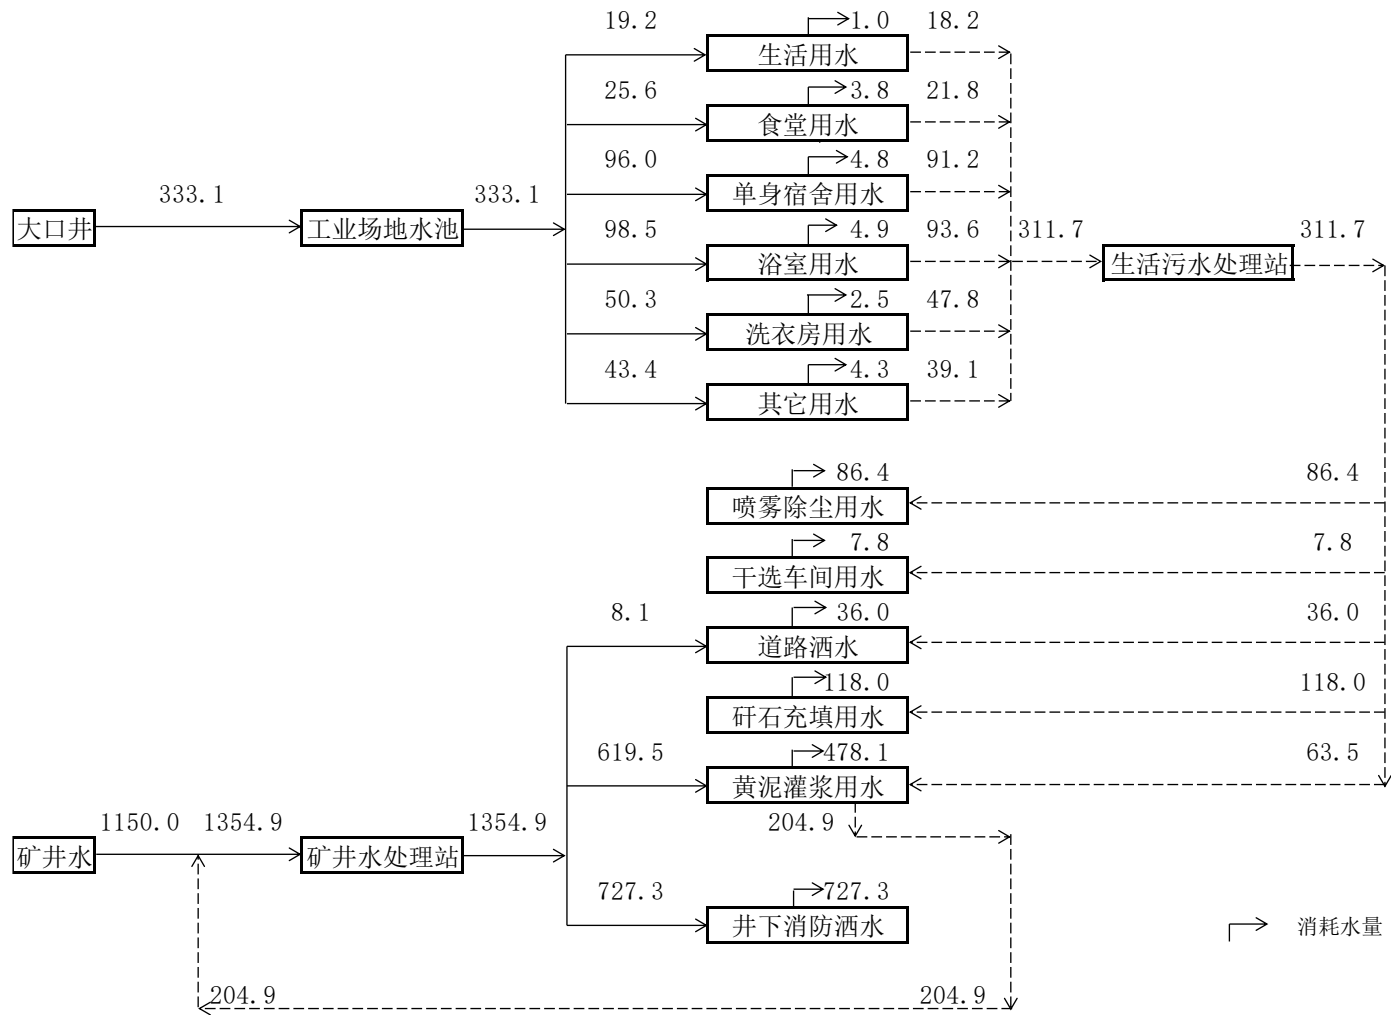 19.2 1.0 18.2
生活用水
25.6 3.8 21.8
食堂用水
96.0 4.8 91.2
单身宿舍用水
333.1 333.1
大口井 工业场地水池
98.5 4.9 93.6 311.7 311.7
浴室用水 生活污水处理站
50.3 2.5 47.8
洗衣房用水
43.4 4.3 39.1
其它用水
86.4 86.4
喷雾除尘用水
7.8 7.8
干选车间用水
8.1 36.0 36.0
道路洒水
118.0 118.0
矸石充填用水
619.5 478.1 63.5
黄泥灌浆用水
1150.0 1354.9 1354.9 204.9
矿井水 矿井水处理站
727.3 727.3
井下消防洒水 消耗水量
204.9 204.9